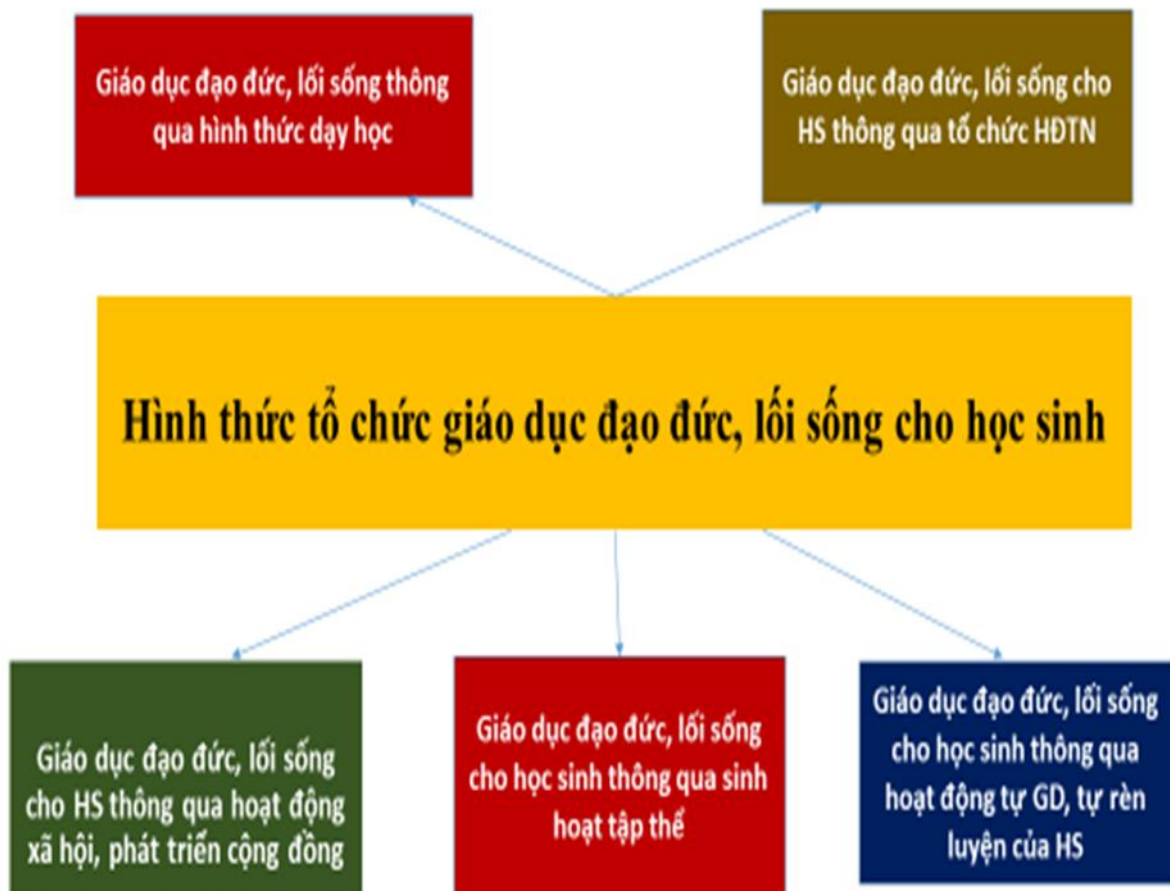 Giáo dục đạo đức, lối sống thông
qua hình thức dạy học
Giáo dục đạo đức, lối sống cho
HS thông qua tổ chức HĐTN
Hình thức tổ chức giáo dục đạo đức, lối sống cho học sinh
Giáo dục đạo đức, lối sống
cho HS thông qua hoạt động
xã hội, phát triển cộng đồng
Giáo dục đạo đức, lối sống
cho học sinh thông qua sinh
hoạt tập thể
Giáo dục đạo đức, lối sống
cho học sinh thông qua
hoạt động tự GD, tự rèn
luyện của HS